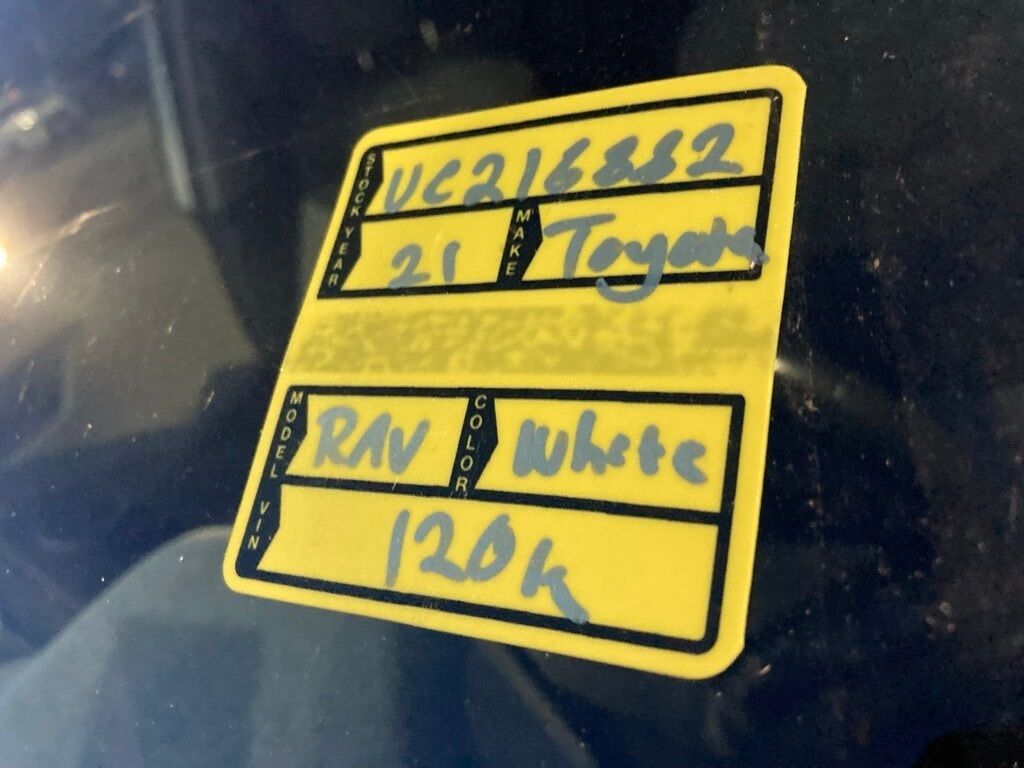 STOCK UC216882
YEAR 21 MAKE Toyota
MODEL RAV COLOR White
VIN 120k